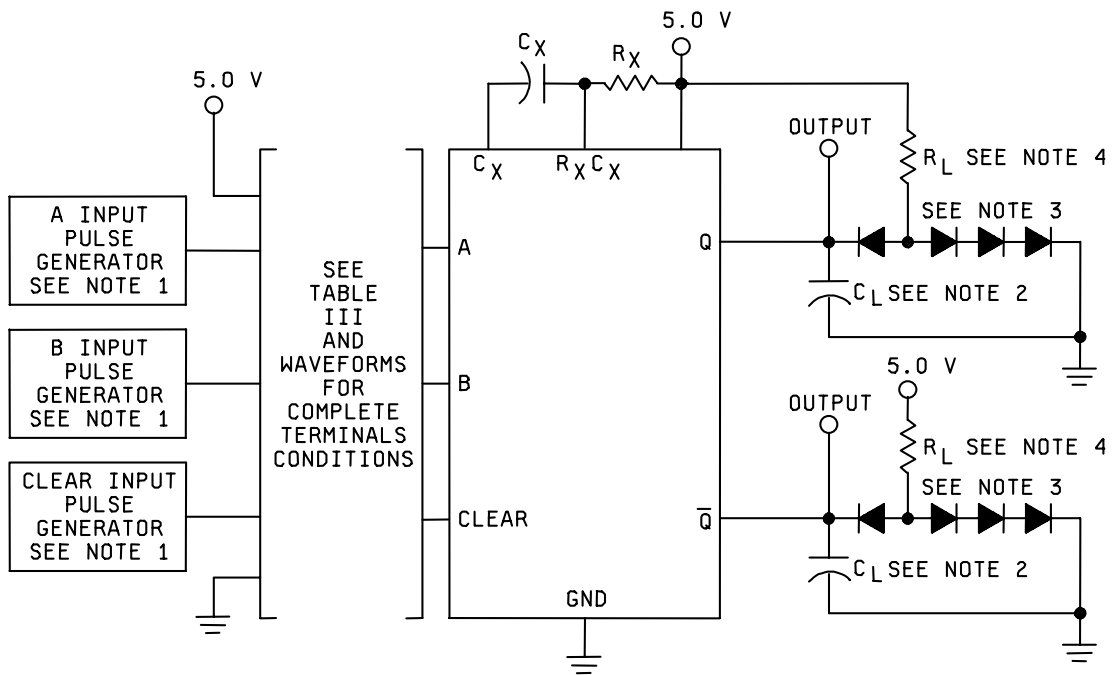 5.0 V
C X
R X
5.0 V
OUTPUT
R L SEE NOTE 4
C X
R X C X
A INPUT
PULSE
GENERATOR
SEE NOTE 1
SEE NOTE 3
A
Q
SEE
TABLE
III
AND
WAVEFORMS
FOR
COMPLETE
TERMINALS
CONDITIONS
C L SEE NOTE 2
B INPUT
PULSE
GENERATOR
SEE NOTE 1
B
5.0 V
OUTPUT
R L SEE NOTE 4
CLEAR INPUT
PULSE
GENERATOR
SEE NOTE 1
SEE NOTE 3
CLEAR
Q̅
C L SEE NOTE 2
GND